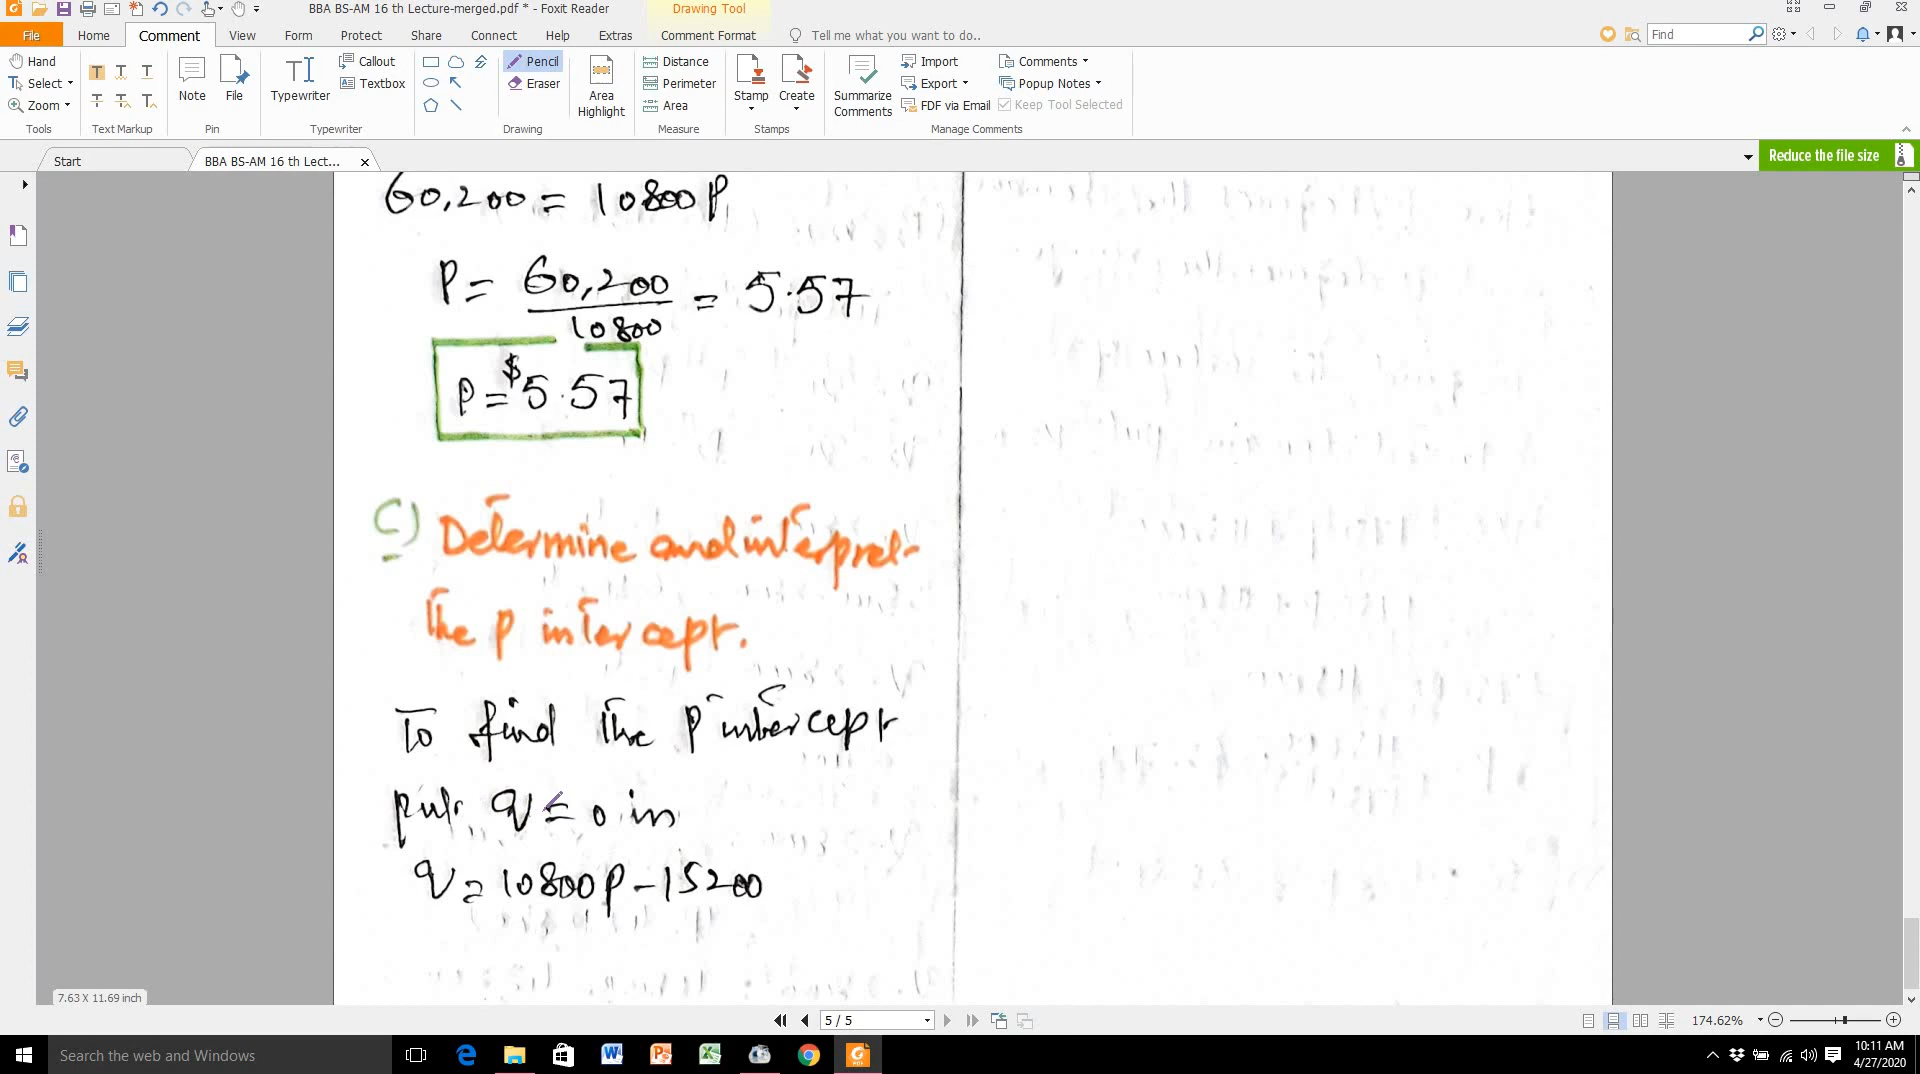 BBA BS-AM 16 th Lecture-merged.pdf * - Foxit Reader
Drawing Tool
File Home Comment View Form Protect Share Connect Help Extras Comment Format Tell me what you want to do.. Find
Hand
Select
Zoom
Tools
Text Markup
Note
File
Pin
Typewriter
Callout
Textbox
Typewriter
Pencil
Eraser
Area
Highlight
Drawing
Distance
Perimeter
Area
Measure
Stamp
Create
Stamps
Summarize
Comments
Import
Export
FDF via Email
Comments
Popup Notes
Keep Tool Selected
Manage Comments
Start
BBA BS-AM 16 th Lect...
Reduce the file size
60,200 = 10800P
P = 60,200 / 10800 = 5.57
P = $5.57
C) Determine and interpret
the P intercept.
To find the P intercept
put q = 0 in
q = 10800P - 15200
7.63 X 11.69 inch
5 / 5
174.62%
Search the web and Windows
10:11 AM
4/27/2020